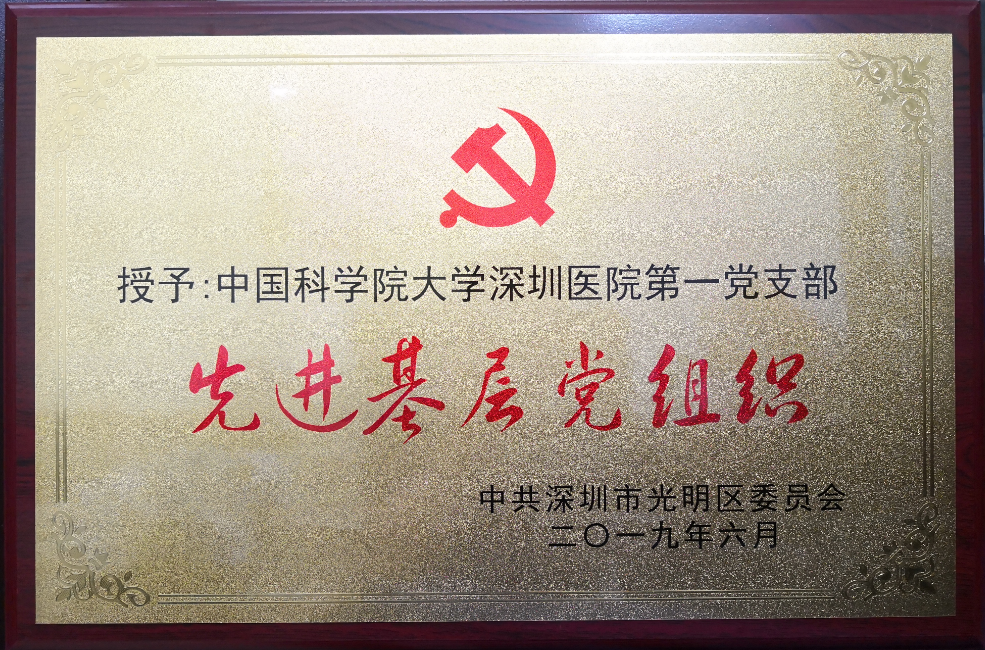 授予:中国科学院大学深圳医院第一党支部
先进基层党组织
中共深圳市光明区委员会
二〇一九年六月